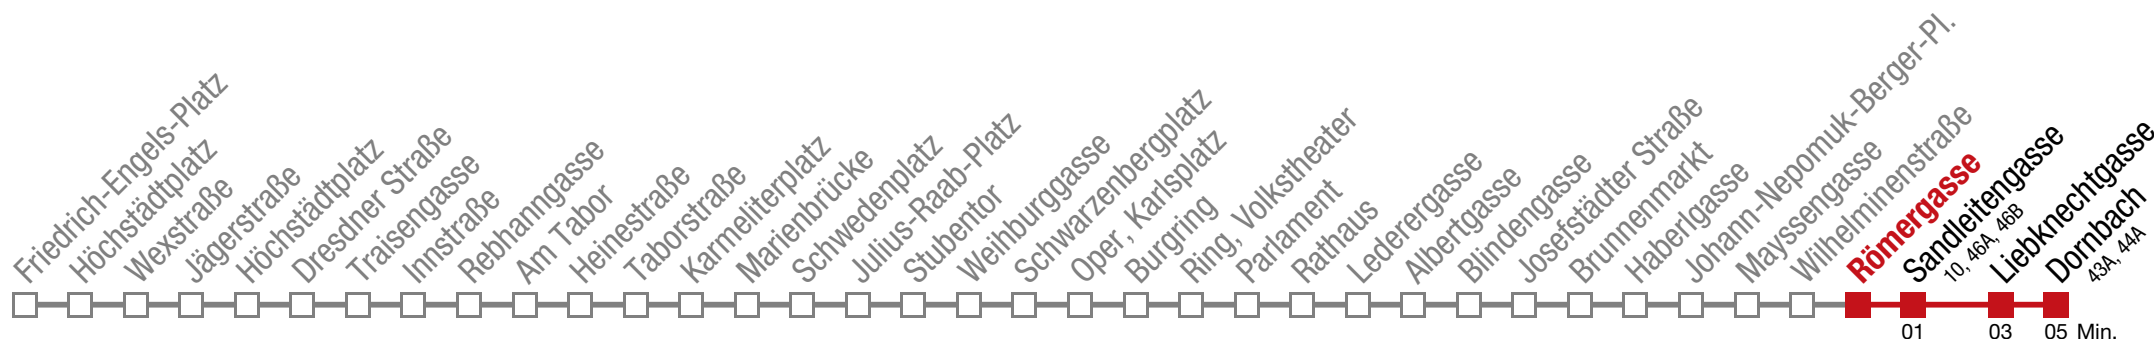 Friedrich-Engels-Platz
Höchstädtplatz
Wexstraße
Jägerstraße
Höchstädtplatz
Dresdner Straße
Traisengasse
Innstraße
Rebhanngasse
Am Tabor
Heinestraße
Taborstraße
Karmeliterplatz
Marienbrücke
Schwedenplatz
Julius-Raab-Platz
Stubentor
Weihburggasse
Schwarzenbergplatz
Oper , Karlsplatz
Burgring
Ring, Volkstheater
Parlament
Rathaus
Lederergasse
Albertgasse
Blindengasse
Josefstädter Straße
Brunnenmarkt
Haberlgasse
Johann-Nepomuk-Berger-Pl.
Mayssengasse
Wilhelminenstraße
Römergasse
Sandleitengasse
10, 46A, 46B
Liebknechtgasse
Dornbach
43A, 44A
01 03 05 Min.